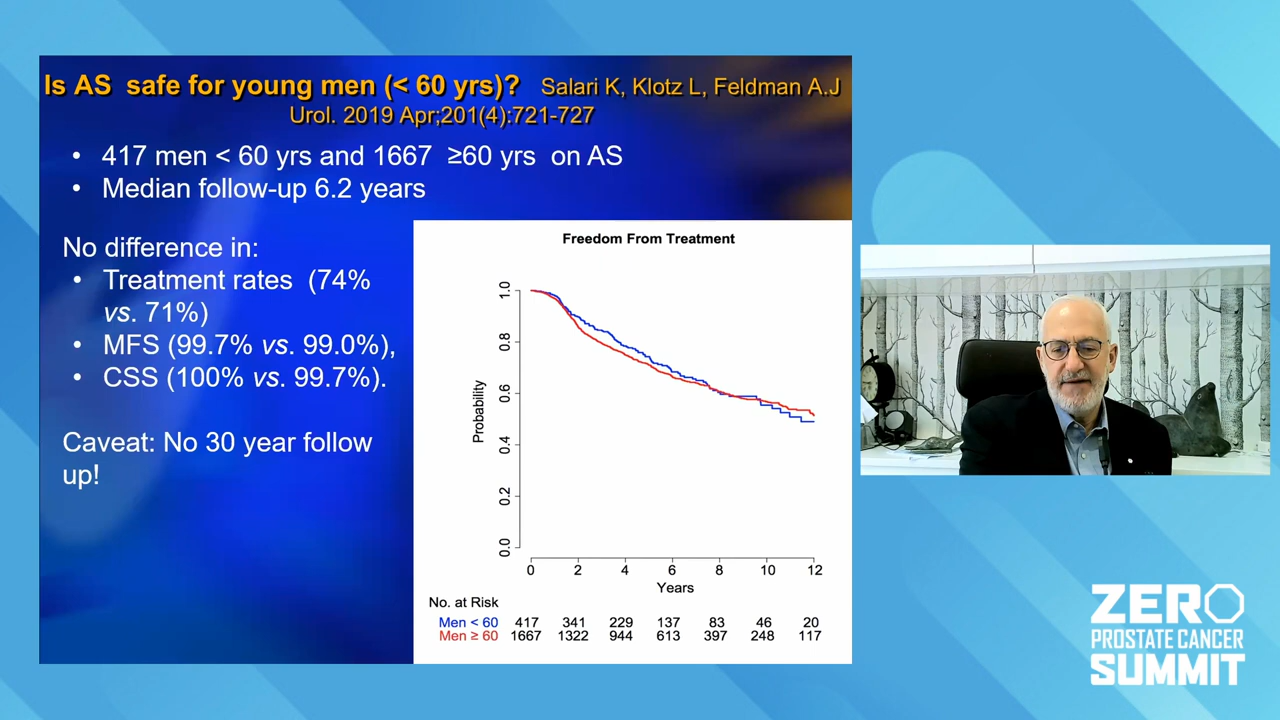 Is AS safe for young men (< 60 yrs)? Salari K, Klotz L, Feldman A.J
Urol. 2019 Apr;201(4):721-727
• 417 men < 60 yrs and 1667 ≥60 yrs on AS
• Median follow-up 6.2 years
No difference in:
• Treatment rates (74%
vs. 71%)
• MFS (99.7% vs. 99.0%),
• CSS (100% vs. 99.7%).
Caveat: No 30 year follow
up!
Freedom From Treatment
Probability
1.0
0.8
0.6
0.4
0.2
0.0
0 2 4 6 8 10 12
Years
No. at Risk
Men < 60 417 341 229 137 83 46 20
Men ≥ 60 1667 1322 944 613 397 248 117
ZERO
PROSTATE CANCER
SUMMIT